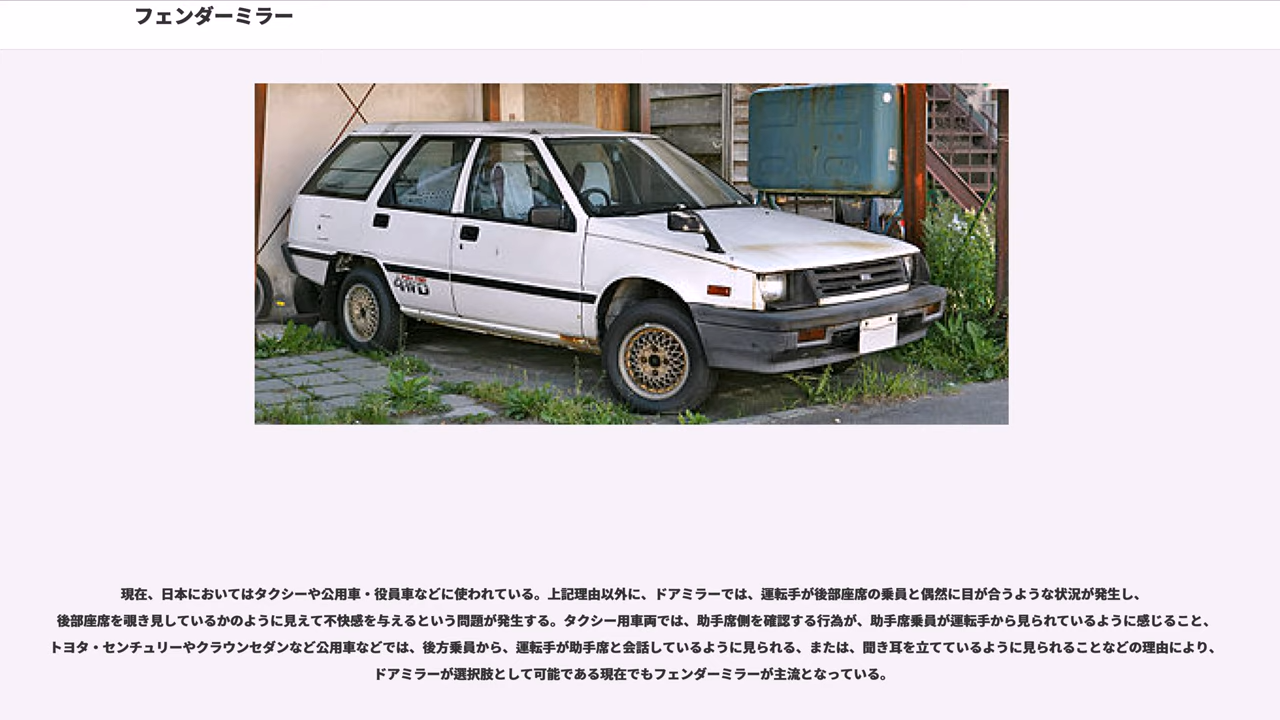 フェンダーミラー
4WD
現在、日本においてはタクシーや公用車・役員車などに使われている。上記理由以外に、ドアミラーでは、運転手が後部座席の乗員と偶然に目が合うような状況が発生し、
後部座席を覗き見しているかのように見えて不快感を与えるという問題が発生する。タクシー用車両では、助手席側を確認する行為が、助手席乗員が運転手から見られているように感じること、
トヨタ・センチュリーやクラウンセダンなど公用車などでは、後方乗員から、運転手が助手席と会話しているように見られる、または、聞き耳を立てているように見られることなどの理由により、
ドアミラーが選択肢として可能である現在でもフェンダーミラーが主流となっている。